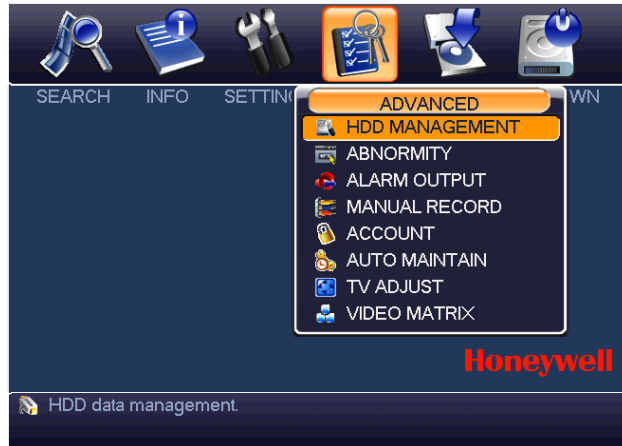 SEARCH INFO SETTIN WN
ADVANCED
HDD MANAGEMENT
ABNORMITY
ALARM OUTPUT
MANUAL RECORD
ACCOUNT
AUTO MAINTAIN
TV ADJUST
VIDEO MATRIX
Honeywell
HDD data management.